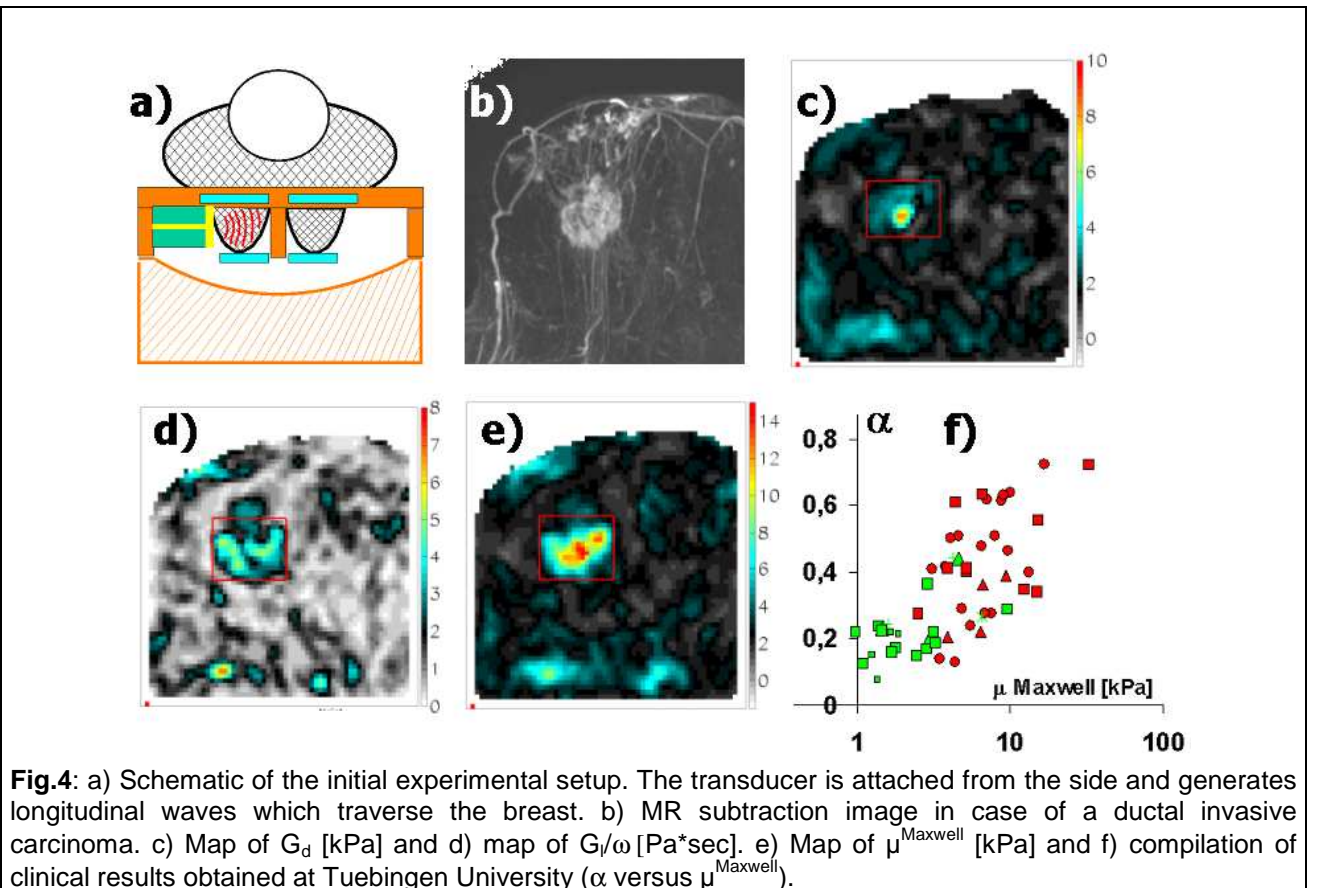 a)
b)
c)
10
8
6
4
2
0
d)
8
7
6
5
4
3
2
1
0
e)
14
12
10
8
6
4
2
0
α
f)
0,8
0,6
0,4
0,2
0
μ Maxwell [kPa]
1
10
100
Fig.4: a) Schematic of the initial experimental setup. The transducer is attached from the side and generates
longitudinal waves which traverse the breast. b) MR subtraction image in case of a ductal invasive
carcinoma. c) Map of Gd [kPa] and d) map of Gl/ω [Pa*sec]. e) Map of μMaxwell [kPa] and f) compilation of
clinical results obtained at Tuebingen University (α versus μMaxwell).